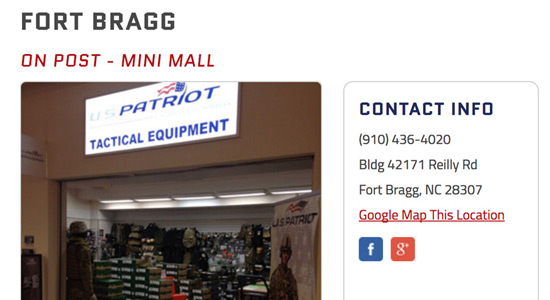 FORT BRAGG
ON POST - MINI MALL
U.S. PATRIOT
TACTICAL EQUIPMENT
U.S. PATRIOT
CONTACT INFO
(910) 436-4020
Bldg 42171 Reilly Rd
Fort Bragg, NC 28307
Google Map This Location
f
g+